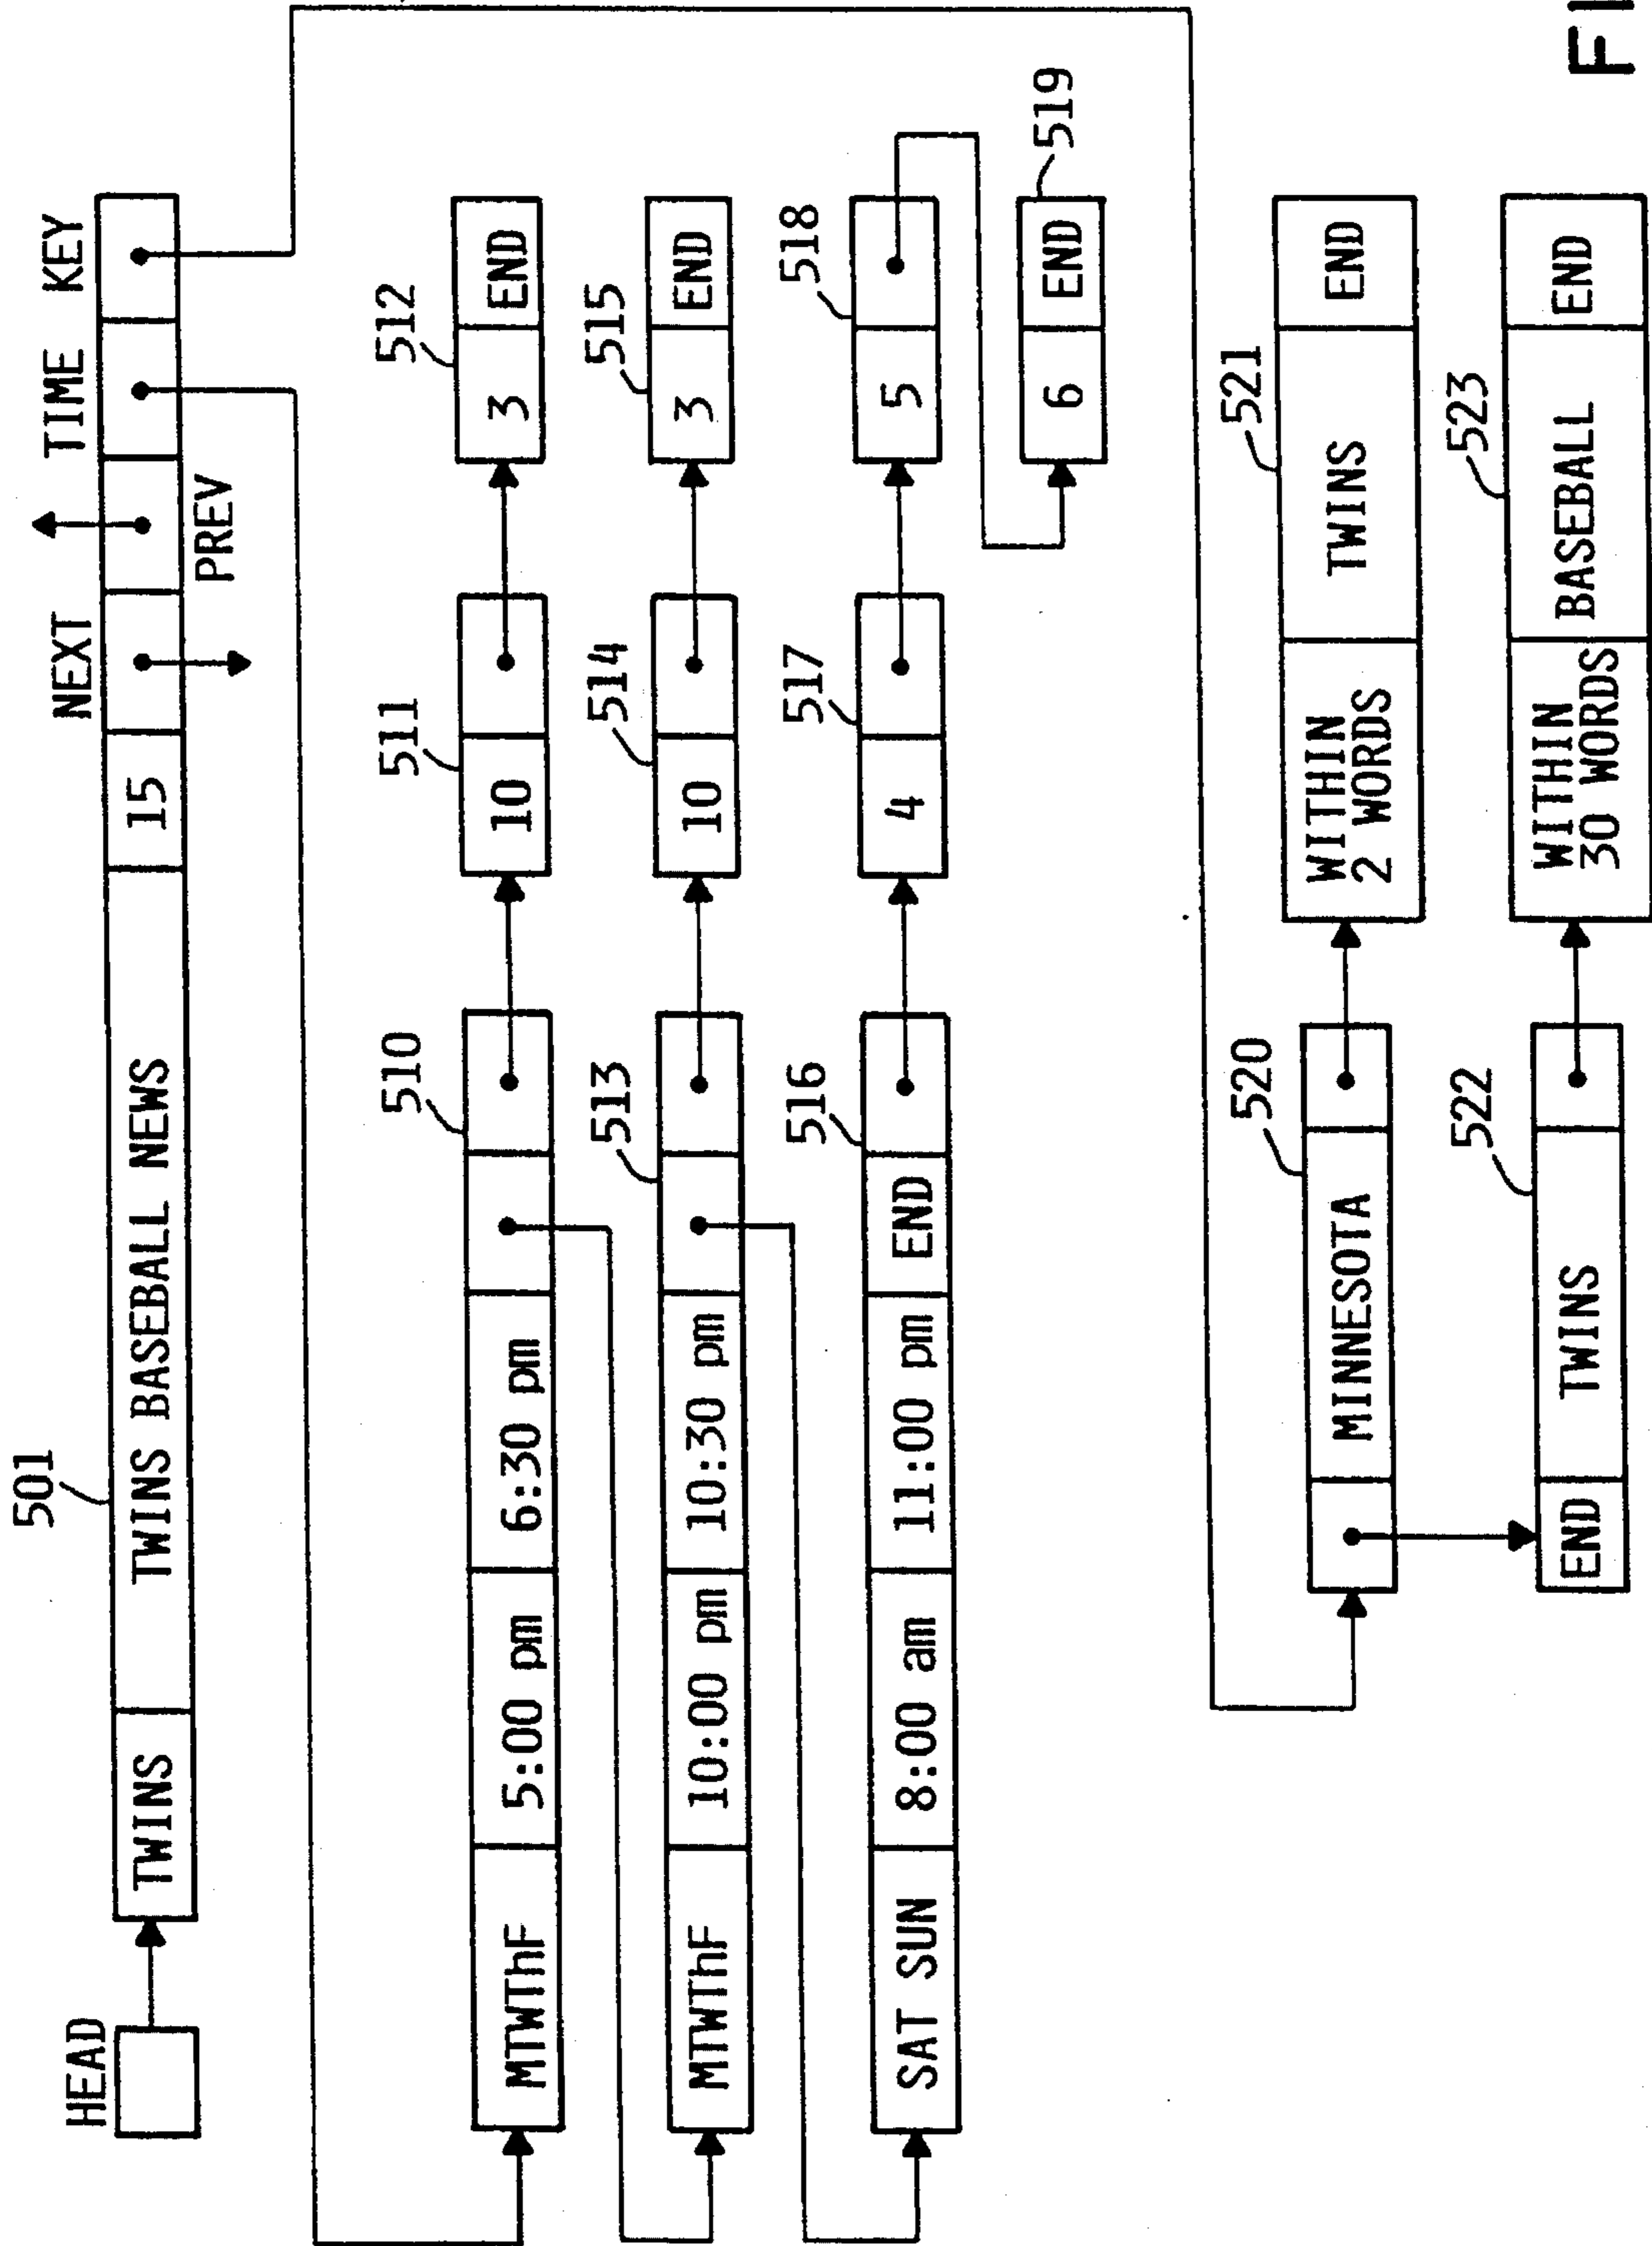 501
HEAD
NEXT
TIME
KEY
TWINS
TWINS BASEBALL NEWS
15
PREV
510
511
512
MTWThF
5:00 pm
6:30 pm
10
3
END
513
514
515
MTWThF
10:00 pm
10:30 pm
10
3
END
516
517
518
SAT SUN
8:00 am
11:00 pm
END
4
5
519
6
END
520
521
MINNESOTA
WITHIN
2 WORDS
TWINS
END
522
523
END
TWINS
WITHIN
30 WORDS
BASEBALL
END